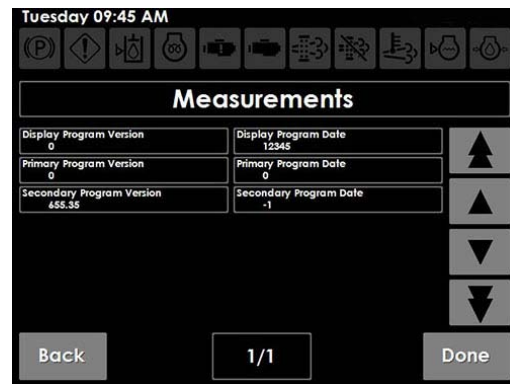 Tuesday 09:45 AM
P
Measurements
Display Program Version
0
Display Program Date
12345
Primary Program Version
0
Primary Program Date
0
Secondary Program Version
655.35
Secondary Program Date
-1
Back
1/1
Done